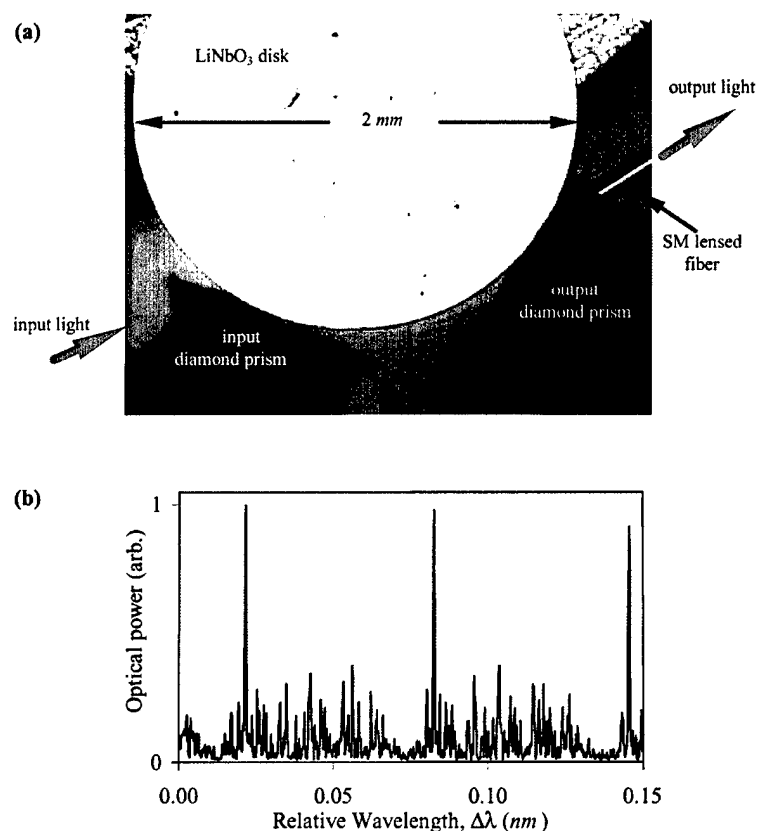 (a)
LiNbO₃ disk
output light
2 mm
SM lensed
fiber
output
diamond prism
input light
input
diamond prism
(b)
1
Optical power (arb.)
0
0.00
0.05
0.10
0.15
Relative Wavelength, Δλ (nm )